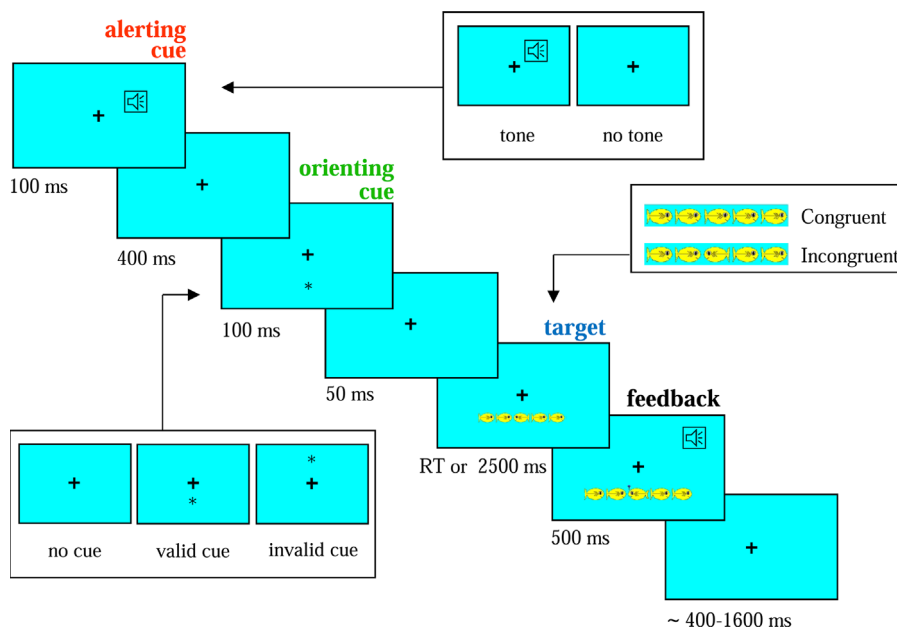 alerting
cue
tone
no tone
100 ms
orienting
cue
Congruent
Incongruent
400 ms
*
100 ms
target
50 ms
feedback
RT or 2500 ms
*
*
no cue
valid cue
invalid cue
500 ms
~ 400-1600 ms